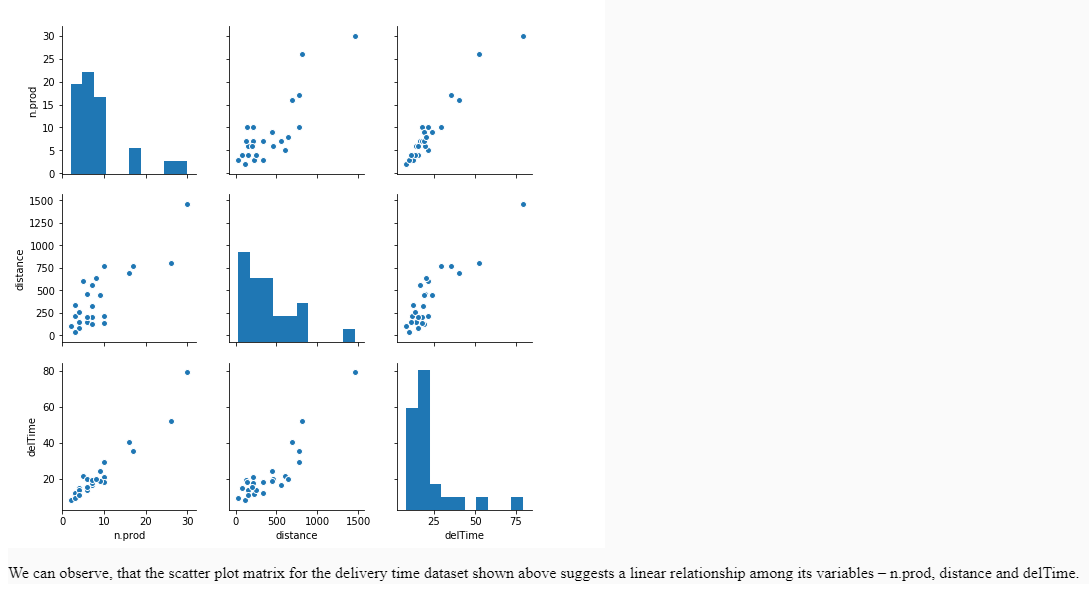 30
25
20
15
10
5
0
n.prod
1500
1250
1000
750
500
250
0
distance
80
60
40
20
delTime
0 10 20 30
0 500 1000 1500
25 50 75
n.prod
distance
delTime
We can observe, that the scatter plot matrix for the delivery time dataset shown above suggests a linear relationship among its variables – n.prod, distance and delTime.